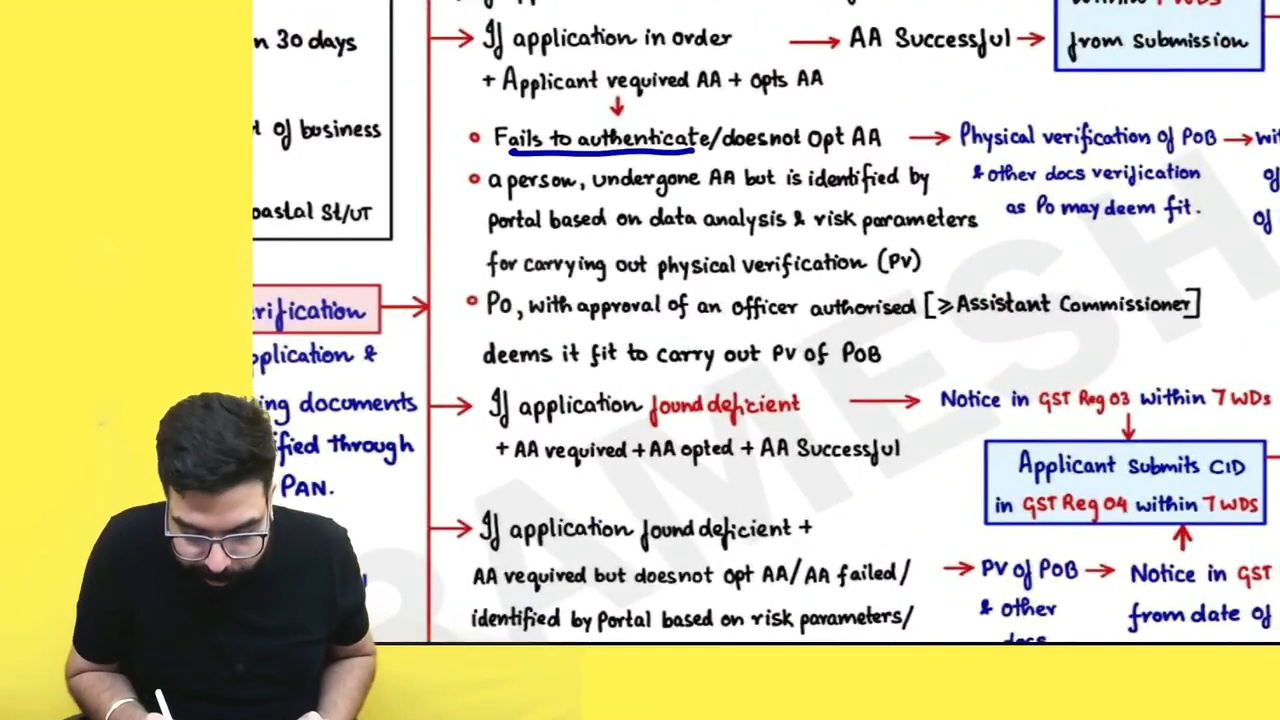 n 30 days
of business
oastal St/UT
rification
pplication &
ing documents
fied through
PAN.
If application in order → AA Successful →
+ Applicant required AA + opts AA
from submission
Fails to authenticate/doesnot Opt AA → Physical verification of PoB →
& other docs verification
as Po may deem fit.
of
of
a person, undergone AA but is identified by
portal based on data analysis & risk parameters
for carrying out physical verification (PV)
Po, with approval of an officer authorised [≥Assistant Commissioner]
deems it fit to carry out PV of PoB
If application found deficient → Notice in GST Reg 03 within 7 WDs
+ AA required + AA opted + AA Successful
Applicant Submits CID
in GST Reg 04 within 7 WDs
If application found deficient +
AA required but doesnot Opt AA/AA failed/ → PV of PoB → Notice in GST
identified by Portal based on risk parameters/
& other
from date of
RAMESH